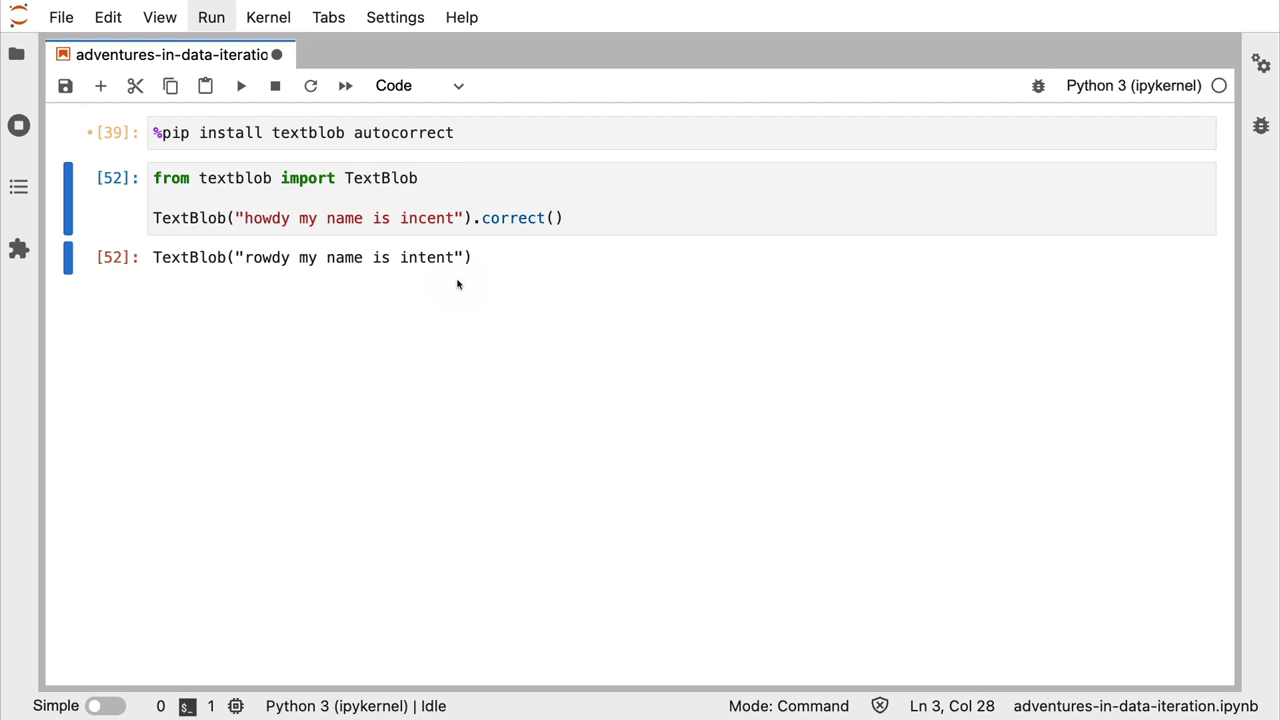 File Edit View Run Kernel Tabs Settings Help
adventures-in-data-iteratio
Code
Python 3 (ipykernel)
[39]: %pip install textblob autocorrect
[52]: from textblob import TextBlob
TextBlob("howdy my name is incent").correct()
[52]: TextBlob("rowdy my name is intent")
Simple 0 $_ 1 Python 3 (ipykernel) | Idle Mode: Command Ln 3, Col 28 adventures-in-data-iteration.ipynb